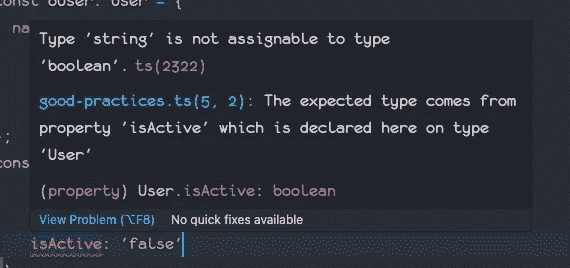 const bUser: User = {
na
Type 'string' is not assignable to type
'boolean'. ts(2322)
good-practices.ts(5, 2): The expected type comes from
property 'isActive' which is declared here on type
'User'
};
cons
(property) User.isActive: boolean
View Problem (⌥F8) No quick fixes available
isActive: 'false'